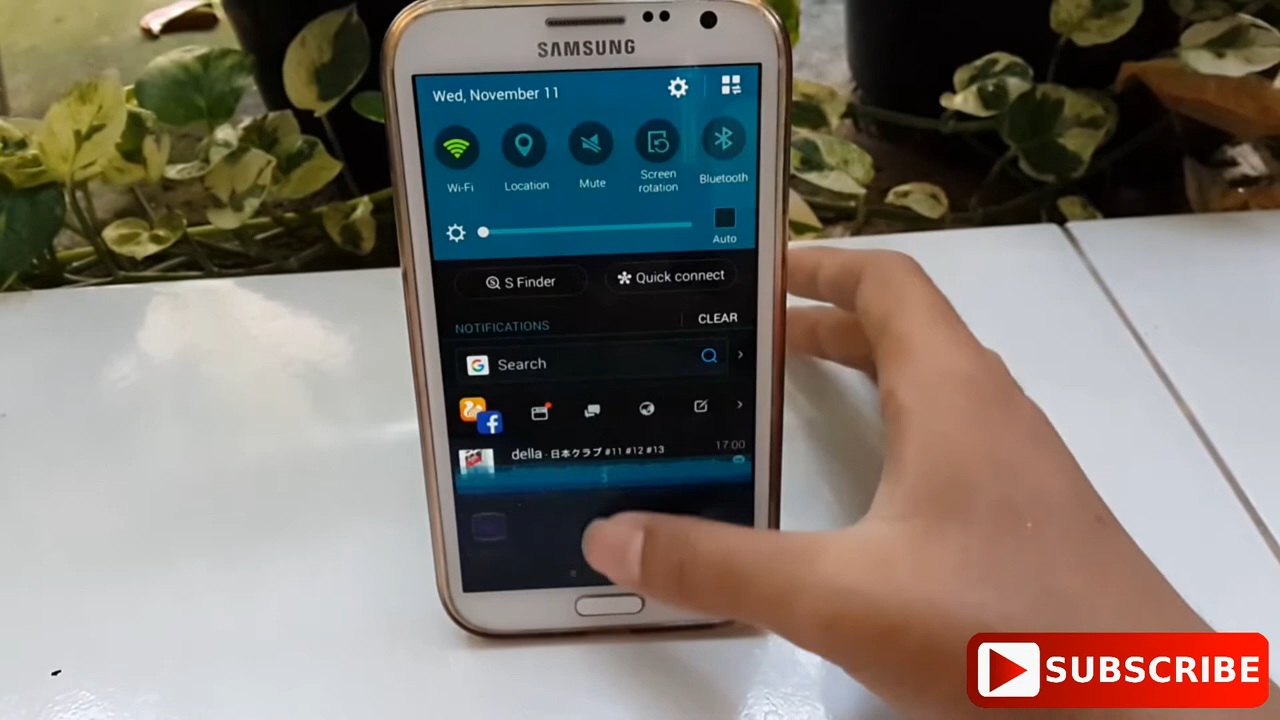 SAMSUNG
Wed, November 11
Wi-Fi
Location
Mute
Screen
rotation
Bluetooth
Auto
S Finder
Quick connect
NOTIFICATIONS
CLEAR
Search
della · 日本クラブ #11 #12 #13
17:00
SUBSCRIBE